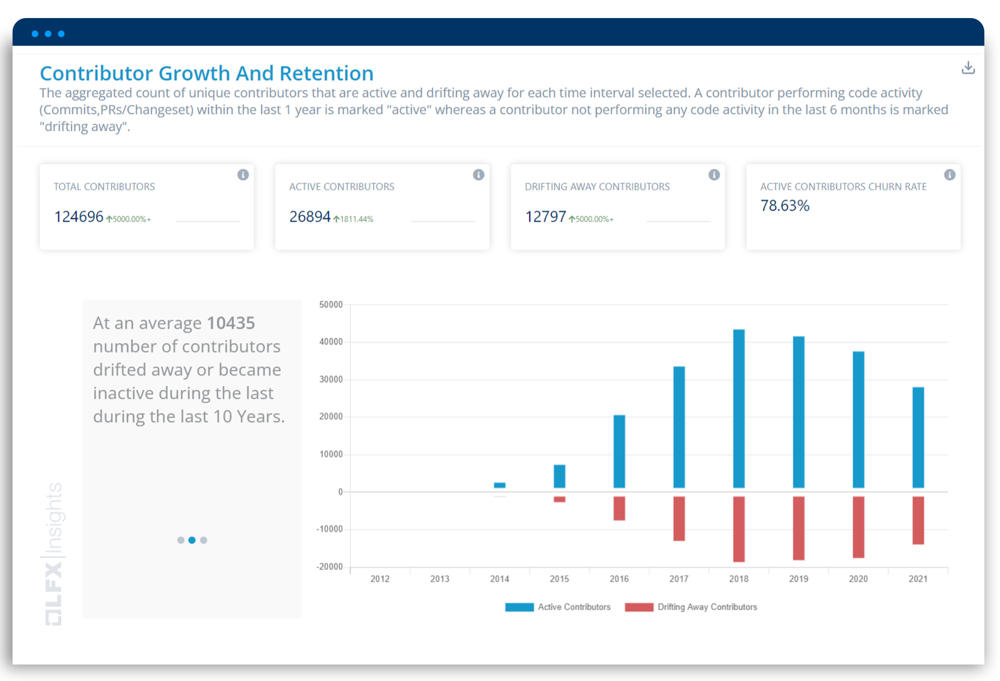 Contributor Growth And Retention
The aggregated count of unique contributors that are active and drifting away for each time interval selected. A contributor performing code activity
(Commits,PRs/Changeset) within the last 1 year is marked "active" whereas a contributor not performing any code activity in the last 6 months is marked
"drifting away".
TOTAL CONTRIBUTORS
124696 ↑5000.00%+
ACTIVE CONTRIBUTORS
26894 ↑1811.44%
DRIFTING AWAY CONTRIBUTORS
12797 ↑5000.00%+
ACTIVE CONTRIBUTORS CHURN RATE
78.63%
At an average 10435
number of contributors
drifted away or became
inactive during the last
during the last 10 Years.
LFX Insights
50000
40000
30000
20000
10000
0
-10000
-20000
2012 2013 2014 2015 2016 2017 2018 2019 2020 2021
Active Contributors Drifting Away Contributors